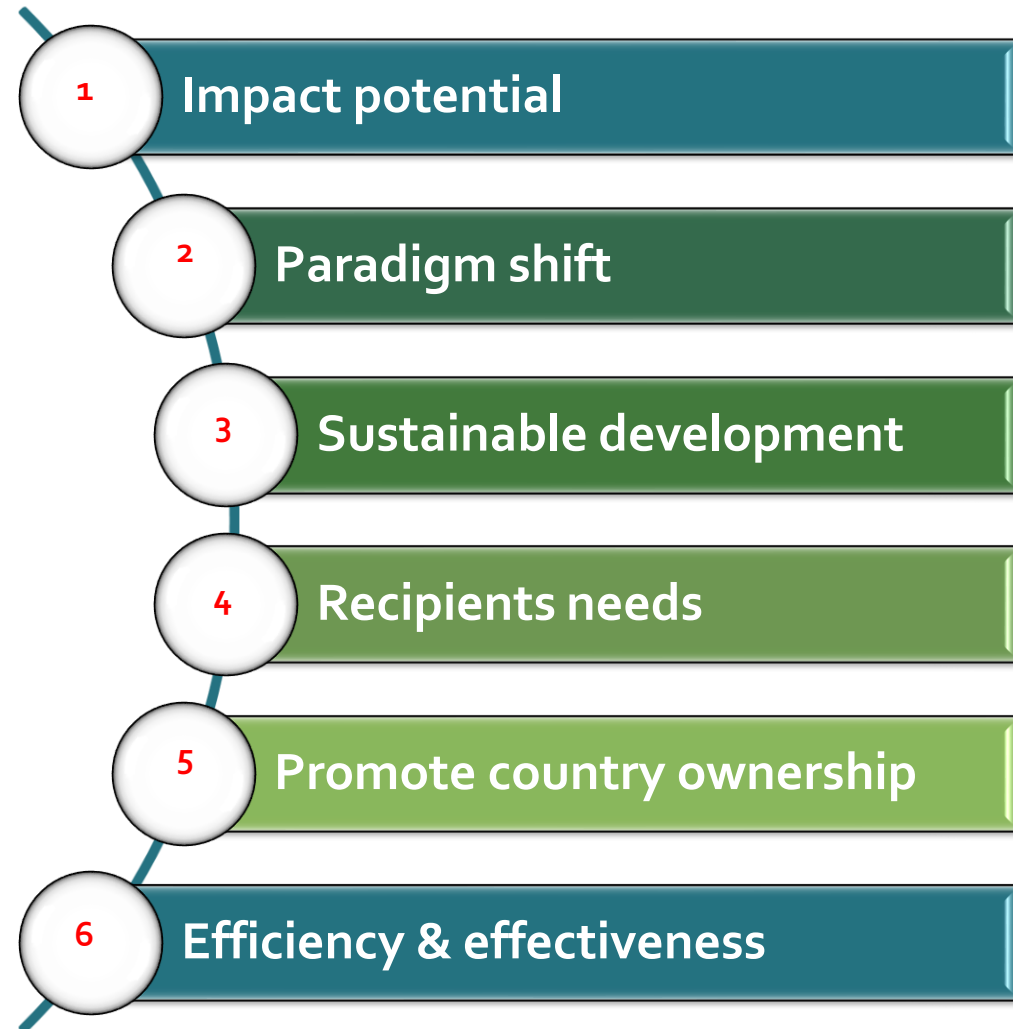 1
Impact potential
2
Paradigm shift
3
Sustainable development
4
Recipients needs
5
Promote country ownership
6
Efficiency & effectiveness